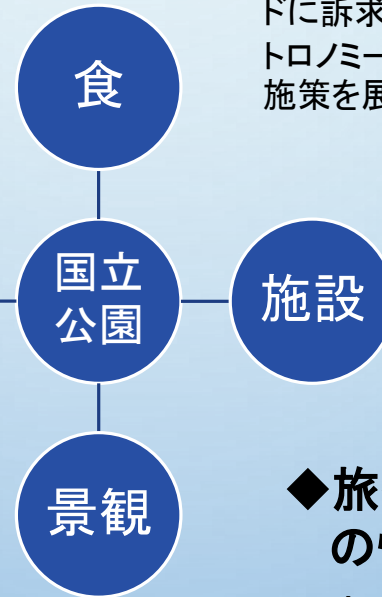 ドに訴求
トロノミー
施策を展
食
国立
公園
施設
景観
◆旅
の